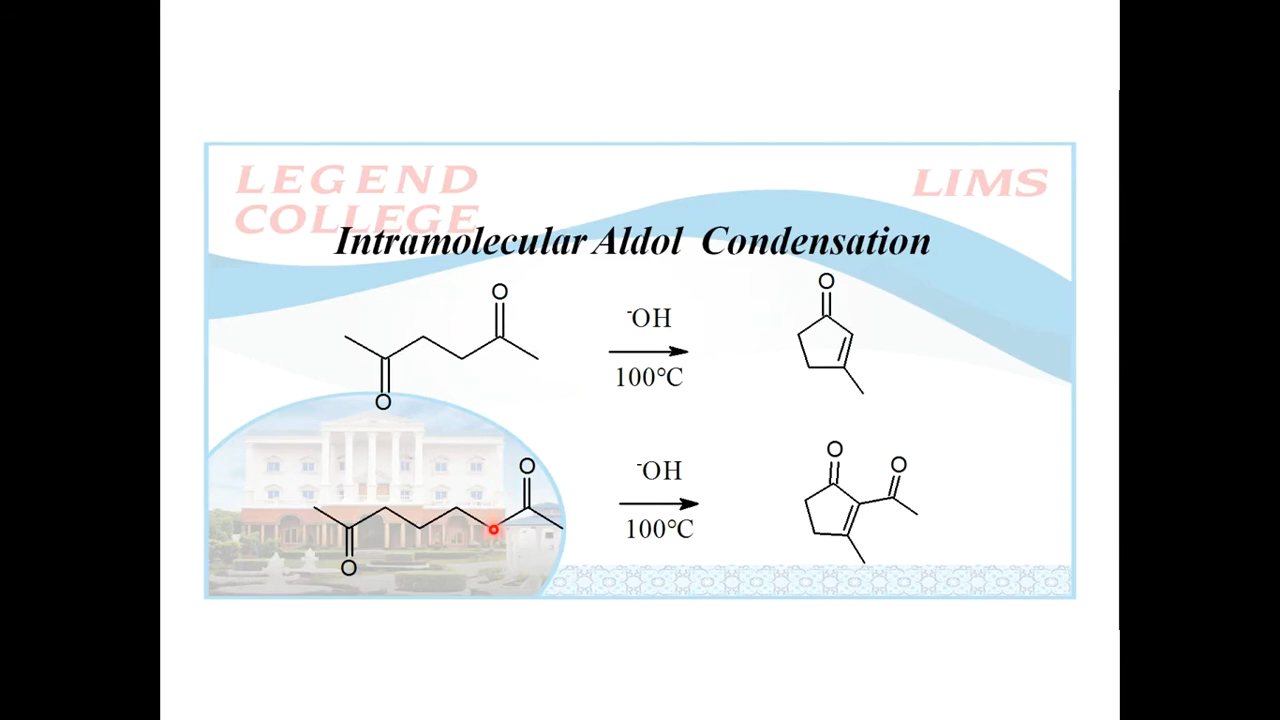 LEGEND
COLLEGE
LIMS
Intramolecular Aldol Condensation
O
O
⁻OH
100°C
O
O
O
⁻OH
100°C
O
O
O